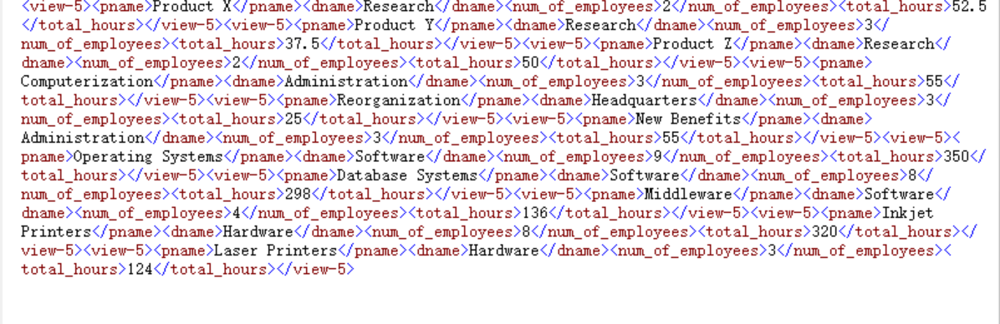 <view-5><pname>Product X</pname><dname>Research</dname><num_of_employees>2</num_of_employees><total_hours>52.5
</total_hours></view-5><view-5><pname>Product Y</pname><dname>Research</dname><num_of_employees>3</
num_of_employees><total_hours>37.5</total_hours></view-5><view-5><pname>Product Z</pname><dname>Research</
dname><num_of_employees>2</num_of_employees><total_hours>50</total_hours></view-5><view-5><pname>
Computerization</pname><dname>Administration</dname><num_of_employees>3</num_of_employees><total_hours>55</
total_hours></view-5><view-5><pname>Reorganization</pname><dname>Headquarters</dname><num_of_employees>3</
num_of_employees><total_hours>25</total_hours></view-5><view-5><pname>New Benefits</pname><dname>
Administration</dname><num_of_employees>3</num_of_employees><total_hours>55</total_hours></view-5><view-5><
pname>Operating Systems</pname><dname>Software</dname><num_of_employees>9</num_of_employees><total_hours>350</
total_hours></view-5><view-5><pname>Database Systems</pname><dname>Software</dname><num_of_employees>8</
num_of_employees><total_hours>298</total_hours></view-5><view-5><pname>Middleware</pname><dname>Software</
dname><num_of_employees>4</num_of_employees><total_hours>136</total_hours></view-5><view-5><pname>Inkjet
Printers</pname><dname>Hardware</dname><num_of_employees>8</num_of_employees><total_hours>320</total_hours></
view-5><view-5><pname>Laser Printers</pname><dname>Hardware</dname><num_of_employees>3</num_of_employees><
total_hours>124</total_hours></view-5>